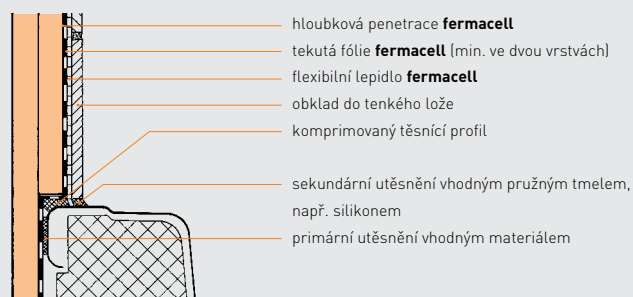 hloubková penetrace fermacell
tekutá fólie fermacell (min. ve dvou vrstvách)
flexibilní lepidlo fermacell
obklad do tenkého lože
komprimovaný těsnící profil
sekundární utěsnění vhodným pružným tmelem,
např. silikonem
primární utěsnění vhodným materiálem